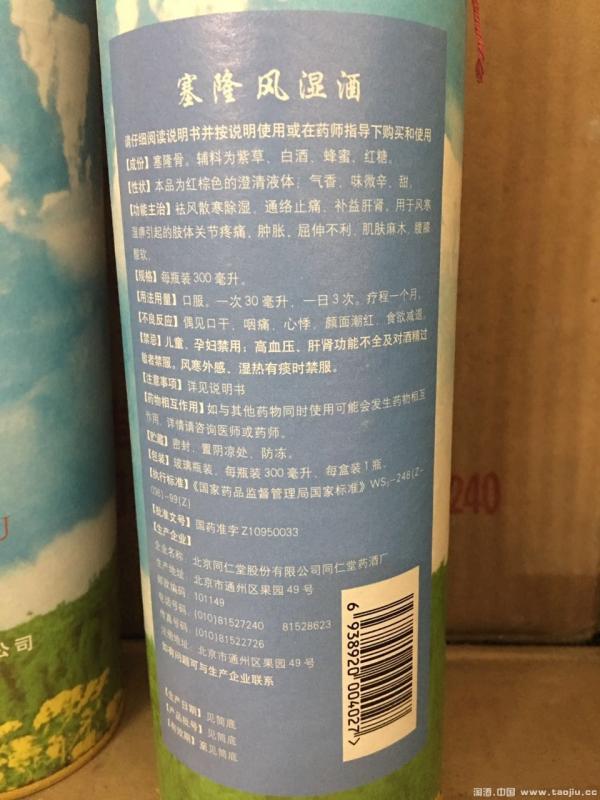 塞隆风湿酒
请仔细阅读说明书并按说明使用或在药师指导下购买和使用
【成份】塞隆骨。辅料为紫草、白酒、蜂蜜、红糖。
【性状】本品为红棕色的澄清液体；气香，味微辛、甜。
【功能主治】祛风散寒除湿，通络止痛，补益肝肾。用于风寒
湿痹引起的肢体关节疼痛，肿胀，屈伸不利，肌肤麻木，腰膝
酸软。
【规格】每瓶装300毫升。
【用法用量】口服，一次30毫升，一日3次。疗程一个月。
【不良反应】偶见口干、咽痛、心悸，颜面潮红、食欲减退。
【禁忌】儿童、孕妇禁用；高血压、肝肾功能不全及对酒精过
敏者禁服。风寒外感、湿热有痰时禁服。
【注意事项】详见说明书
【药物相互作用】如与其他药物同时使用可能会发生药物相互
作用，详情请咨询医师或药师。
【贮藏】密封，置阴凉处，防冻。
【包装】玻璃瓶装，每瓶装300毫升，每盒装1瓶。
【执行标准】《国家药品监督管理局国家标准》WS₃-248(Z-
-99(Z)
【批准文号】国药准字Z10950033
【生产企业】
企业名称：北京同仁堂股份有限公司同仁堂药酒厂
生产地址：北京市通州区果园49号
邮政编码：101149
电话号码：(010)81527240 81528623
传真号码：(010)81522726
注册地址：北京市通州区果园49号
如有问题可与生产企业联系
【生产日期】见筒底
【产品批号】见筒底
【有效期】至见筒底
6 938920 004027>
240
公司
淘酒.中国 www.taojiu.cc